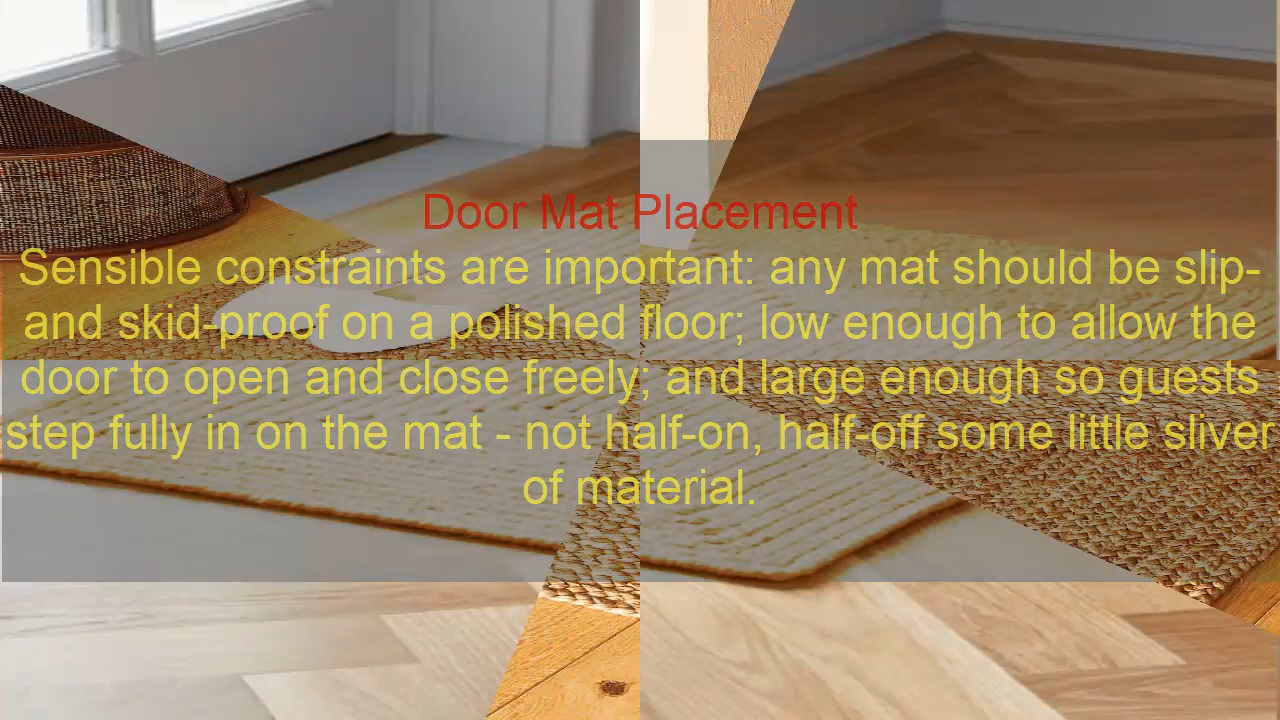 Door Mat Placement
Sensible constraints are important: any mat should be slip-
and skid-proof on a polished floor; low enough to allow the
door to open and close freely; and large enough so guests
step fully in on the mat - not half-on, half-off some little sliver
of material.